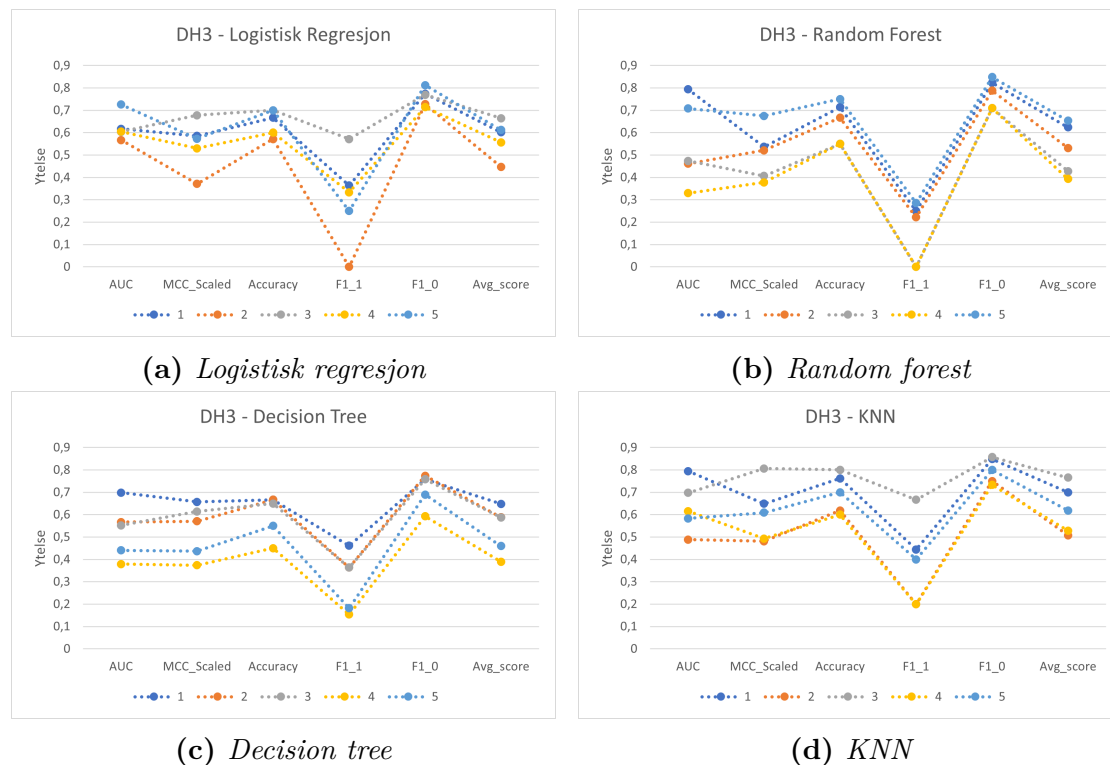 DH3 - Logistisk Regresjon
Ytelse
0,9
0,8
0,7
0,6
0,5
0,4
0,3
0,2
0,1
0
AUC MCC_Scaled Accuracy F1_1 F1_0 Avg_score
1 2 3 4 5
(a) Logistisk regresjon
DH3 - Random Forest
Ytelse
0,9
0,8
0,7
0,6
0,5
0,4
0,3
0,2
0,1
0
AUC MCC_Scaled Accuracy F1_1 F1_0 Avg_score
1 2 3 4 5
(b) Random forest
DH3 - Decision Tree
Ytelse
0,9
0,8
0,7
0,6
0,5
0,4
0,3
0,2
0,1
0
AUC MCC_Scaled Accuracy F1_1 F1_0 Avg_score
1 2 3 4 5
(c) Decision tree
DH3 - KNN
Ytelse
0,9
0,8
0,7
0,6
0,5
0,4
0,3
0,2
0,1
0
AUC MCC_Scaled Accuracy F1_1 F1_0 Avg_score
1 2 3 4 5
(d) KNN